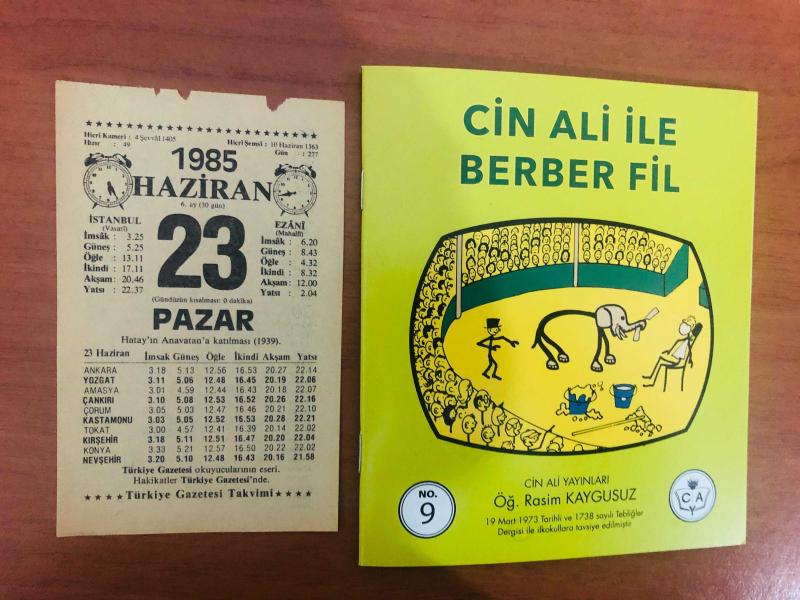 Hicrî Kamerî : 4 Şevvâl 1405
Hızır : 49
Hicrî Şemsî : 10 Haziran 1363
Gün : 277
1985
HAZİRAN
6. ay (30 gün)
23
İSTANBUL
(Vasatî)
İmsâk : 3.25
Güneş : 5.25
Öğle : 13.11
İkindi : 17.11
Akşam: 20.46
Yatsı : 22.37
EZÂNÎ
(Mahallî)
İmsâk : 6.20
Güneş : 8.43
Öğle : 4.32
İkindi : 8.32
Akşam: 12.00
Yatsı : 2.04
(Gündüzün kısalması: 0 dakika)
PAZAR
Hatay'ın Anavatan'a katılması (1939).
23 Haziran İmsak Güneş Öğle İkindi Akşam Yatsı
ANKARA 3.18 5.13 12.56 16.53 20.27 22.14
YOZGAT 3.11 5.06 12.48 16.45 20.19 22.06
AMASYA 3.01 4.59 12.44 16.43 20.18 22.07
ÇANKIRI 3.10 5.08 12.53 16.52 20.26 22.16
ÇORUM 3.05 5.03 12.47 16.46 20.21 22.10
KASTAMONU 3.03 5.05 12.52 16.53 20.28 22.21
TOKAT 3.00 4.57 12.41 16.39 20.14 22.02
KIRŞEHİR 3.18 5.11 12.51 16.47 20.20 22.04
KONYA 3.33 5.21 12.57 16.50 20.22 22.02
NEVŞEHİR 3.20 5.10 12.48 16.43 20.16 21.58
Türkiye Gazetesi okuyucularının eseri.
Hakikatler Türkiye Gazetesi'nde.
Türkiye Gazetesi Takvimi
CİN ALİ İLE
BERBER FİL
NO.
9
CİN ALİ YAYINLARI
Öğ. Rasim KAYGUSUZ
19 Mart 1973 Tarihli ve 1738 sayılı Tebliğler
Dergisi ile ilkokullara tavsiye edilmiştir
C A
Y